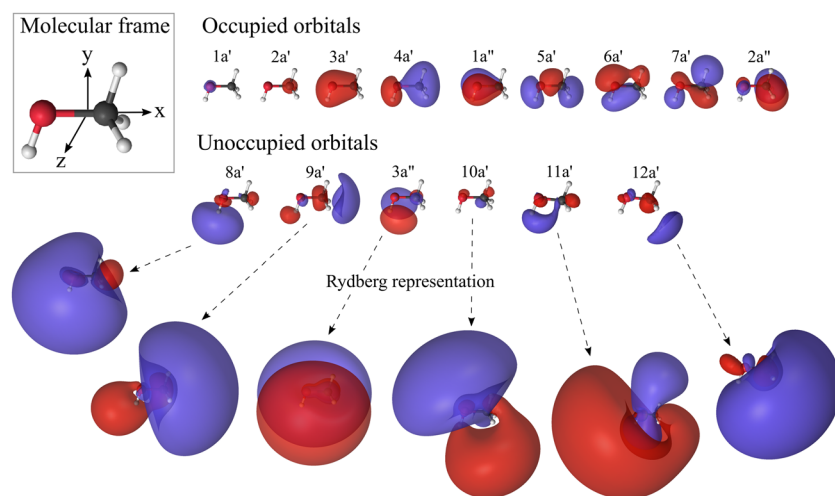 Molecular frame
y
x
z
Occupied orbitals
1a' 2a' 3a' 4a' 1a" 5a' 6a' 7a' 2a"
Unoccupied orbitals
8a' 9a' 3a" 10a' 11a' 12a'
Rydberg representation